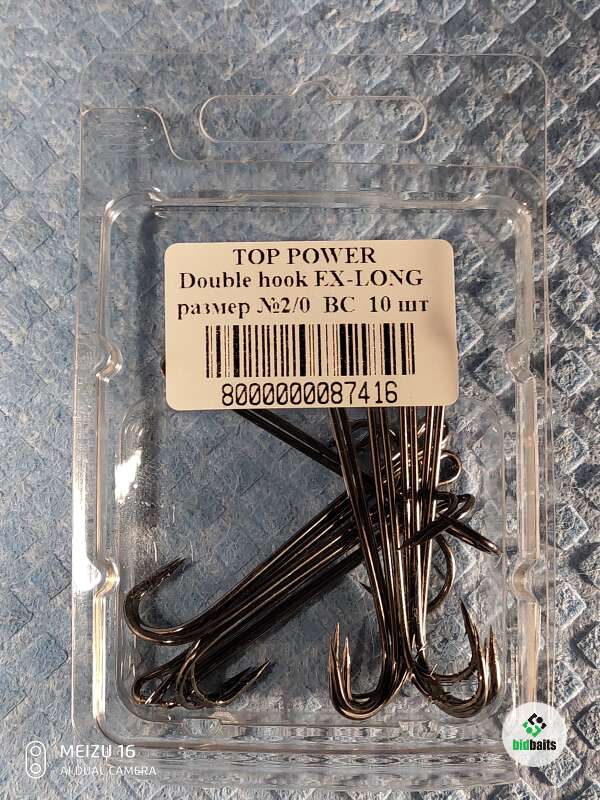 TOP POWER
Double hook EX-LONG
размер №2/0 BC 10 шт
8000000087416
MEIZU 16
AI DUAL CAMERA
bidbaits